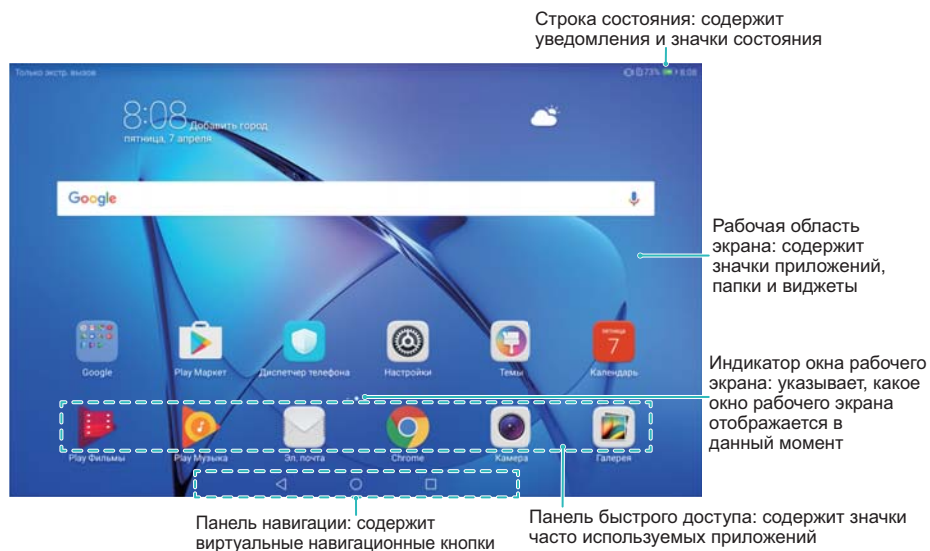 Строка состояния: содержит
уведомления и значки состояния
Только экстр. вызов
73% 8:08
8:08 Добавить город
пятница, 7 апреля
Google
Рабочая область
экрана: содержит
значки приложений,
папки и виджеты
пятница
7
Google Play Маркет Диспетчер телефона Настройки Темы Календарь
Индикатор окна рабочего
экрана: указывает, какое
окно рабочего экрана
отображается в
данный момент
Play Фильмы Play Музыка Эл. почта Chrome Камера Галерея
Панель навигации: содержит
виртуальные навигационные кнопки
Панель быстрого доступа: содержит значки
часто используемых приложений